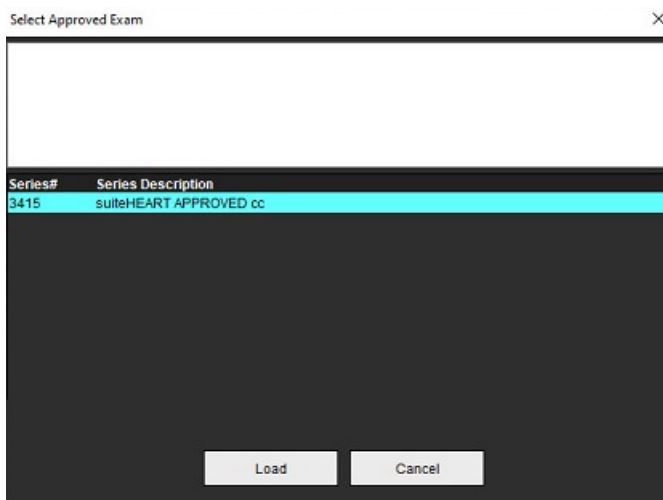 Select Approved Exam
Series# Series Description
3415 suiteHEART APPROVED cc
Load Cancel